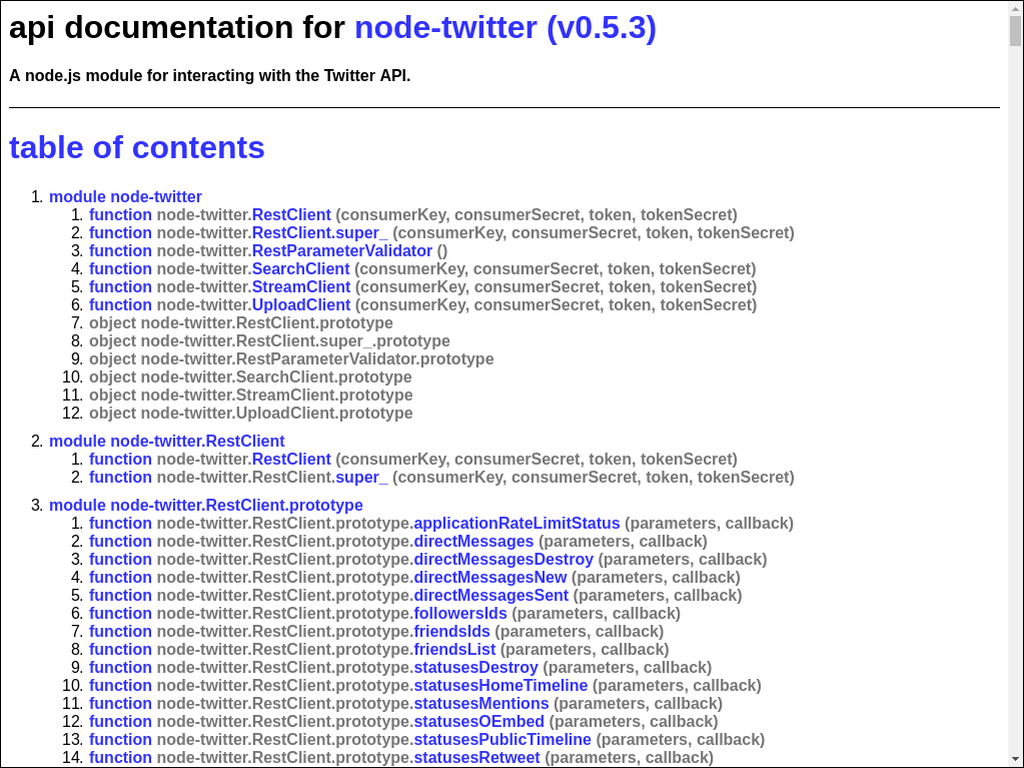 api documentation for node-twitter (v0.5.3)
A node.js module for interacting with the Twitter API.
table of contents
1. module node-twitter
1. function node-twitter.RestClient (consumerKey, consumerSecret, token, tokenSecret)
2. function node-twitter.RestClient.super_ (consumerKey, consumerSecret, token, tokenSecret)
3. function node-twitter.RestParameterValidator ()
4. function node-twitter.SearchClient (consumerKey, consumerSecret, token, tokenSecret)
5. function node-twitter.StreamClient (consumerKey, consumerSecret, token, tokenSecret)
6. function node-twitter.UploadClient (consumerKey, consumerSecret, token, tokenSecret)
7. object node-twitter.RestClient.prototype
8. object node-twitter.RestClient.super_.prototype
9. object node-twitter.RestParameterValidator.prototype
10. object node-twitter.SearchClient.prototype
11. object node-twitter.StreamClient.prototype
12. object node-twitter.UploadClient.prototype
2. module node-twitter.RestClient
1. function node-twitter.RestClient (consumerKey, consumerSecret, token, tokenSecret)
2. function node-twitter.RestClient.super_ (consumerKey, consumerSecret, token, tokenSecret)
3. module node-twitter.RestClient.prototype
1. function node-twitter.RestClient.prototype.applicationRateLimitStatus (parameters, callback)
2. function node-twitter.RestClient.prototype.directMessages (parameters, callback)
3. function node-twitter.RestClient.prototype.directMessagesDestroy (parameters, callback)
4. function node-twitter.RestClient.prototype.directMessagesNew (parameters, callback)
5. function node-twitter.RestClient.prototype.directMessagesSent (parameters, callback)
6. function node-twitter.RestClient.prototype.followersIds (parameters, callback)
7. function node-twitter.RestClient.prototype.friendsIds (parameters, callback)
8. function node-twitter.RestClient.prototype.friendsList (parameters, callback)
9. function node-twitter.RestClient.prototype.statusesDestroy (parameters, callback)
10. function node-twitter.RestClient.prototype.statusesHomeTimeline (parameters, callback)
11. function node-twitter.RestClient.prototype.statusesMentions (parameters, callback)
12. function node-twitter.RestClient.prototype.statusesOEmbed (parameters, callback)
13. function node-twitter.RestClient.prototype.statusesPublicTimeline (parameters, callback)
14. function node-twitter.RestClient.prototype.statusesRetweet (parameters, callback)